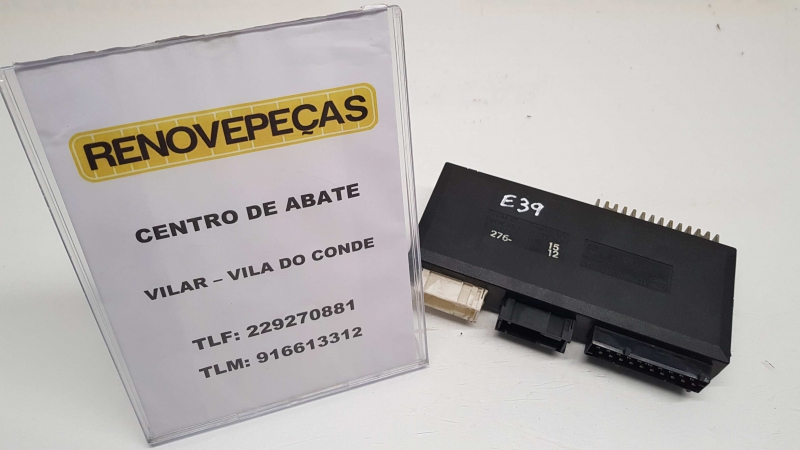 RENOVEPEÇAS
CENTRO DE ABATE
VILAR – VILA DO CONDE
TLF: 229270881
TLM: 916613312
E39
276- 15
12